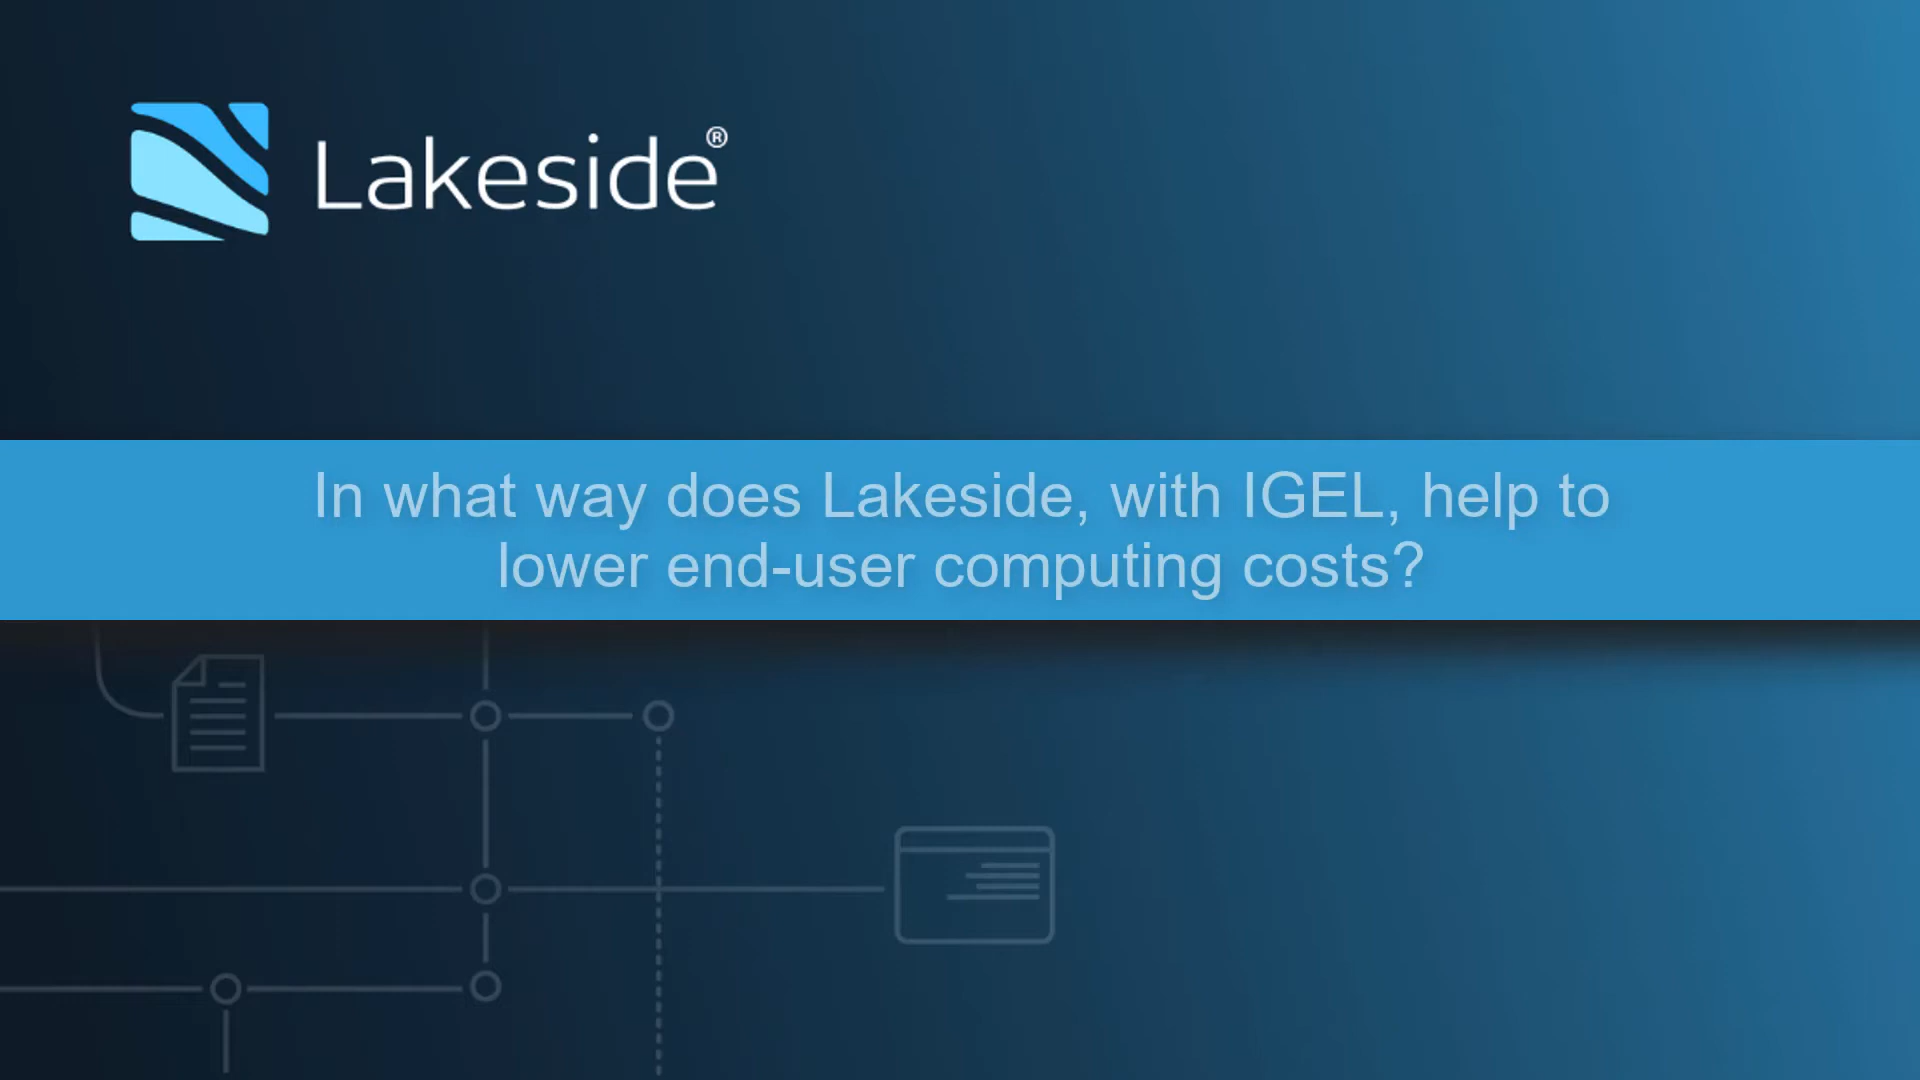 Lakeside®
In what way does Lakeside, with IGEL, help to
lower end-user computing costs?